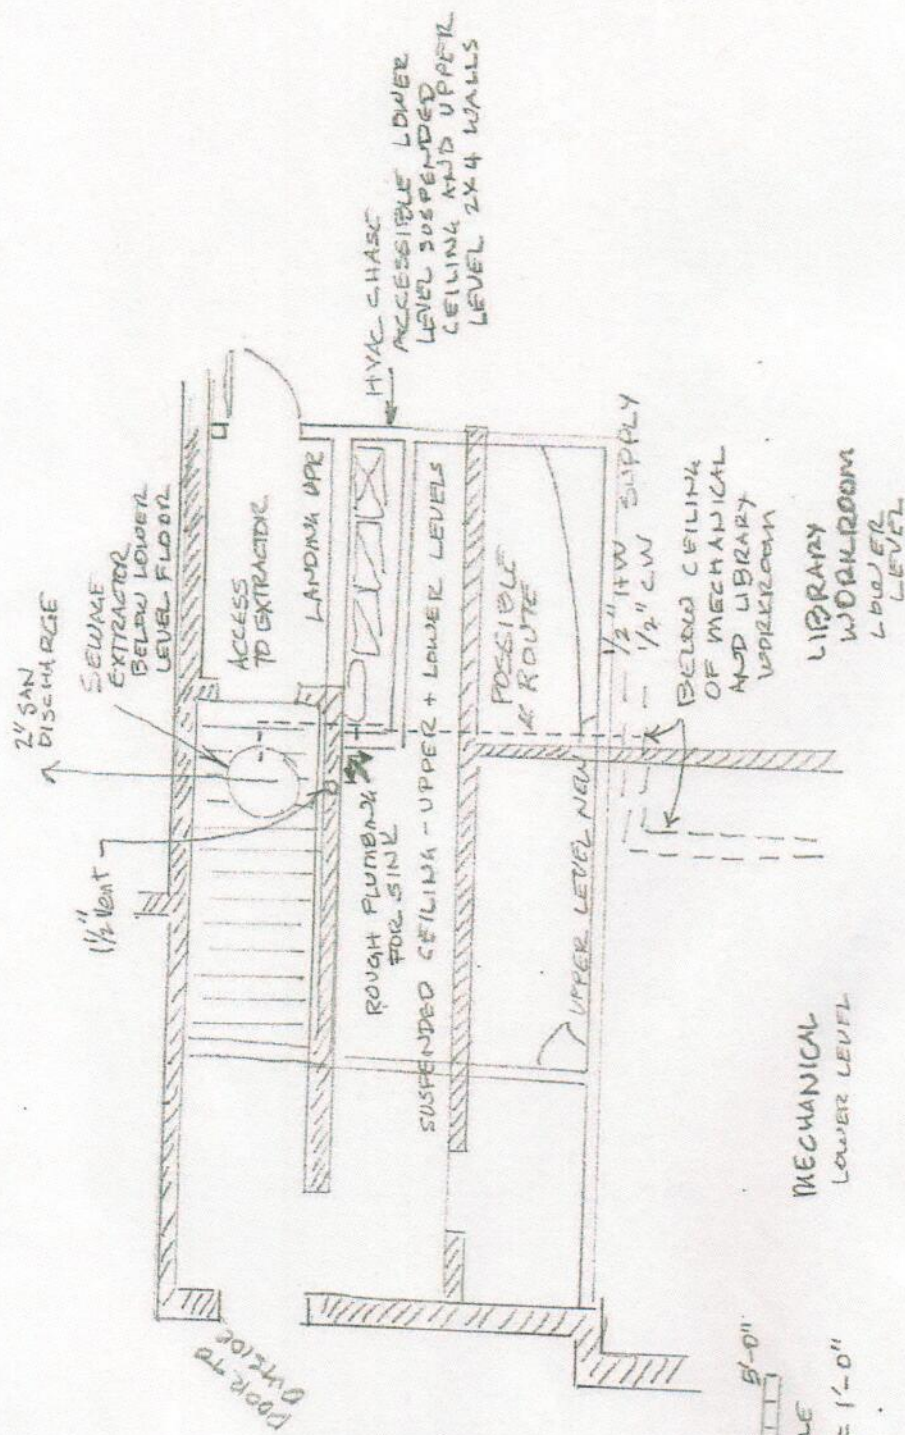 2" SAN
DISCHARGE
SEWAGE
EXTRACTOR
BELOW LOWER
LEVEL FLOOR
1½" Vent
ACCESS
TO EXTRACTOR
LANDING UPR
HVAC CHASE
ACCESSIBLE LOWER
LEVEL SUSPENDED
CEILING AND UPPER
LEVEL 2X4 WALLS
ROUGH PLUMBING
FOR SINK
SUSPENDED CEILING - UPPER + LOWER LEVELS
POSSIBLE
ROUTE
UPPER LEVEL NEW
1/2" HW
1/2" CW SUPPLY
BELOW CEILING
OF MECHANICAL
AND LIBRARY
WORKROOM
LIBRARY
WORKROOM
LOWER
LEVEL
MECHANICAL
LOWER LEVEL
DOOR TO
OUTSIDE
5'-0"
LE
= 1'-0"